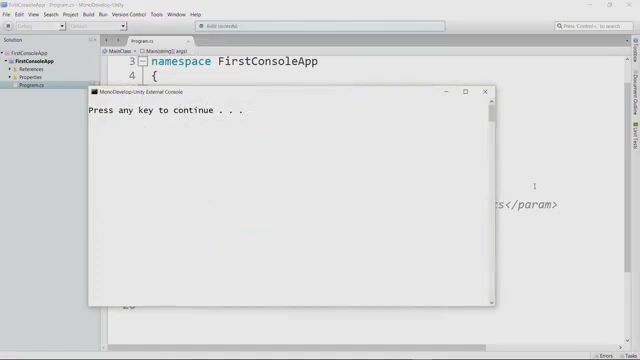 FirstConsoleApp - Program.cs - MonoDevelop-Unity
File Edit View Search Project Build Run Version Control Tools Window Help
Debug Default Build successful. Press 'Control+,' to search
Solution
Program.cs
FirstConsoleApp
FirstConsoleApp
References
Properties
Program.cs
MainClass Main(string[] args)
3 namespace FirstConsoleApp
4 {
MonoDevelop-Unity External Console
Press any key to continue . . .
s</param>
Toolbox
Document Outline
Unit Tests
Errors Tasks